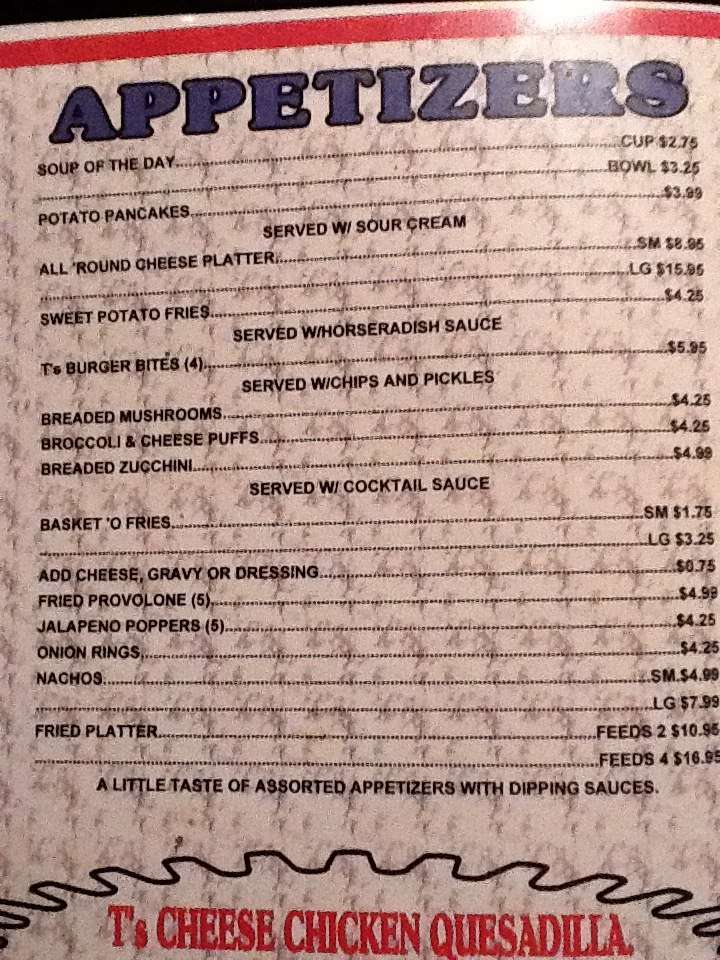 APPETIZERS
SOUP OF THE DAY........CUP $2.75
........BOWL $3.25
POTATO PANCAKES........$3.99
SERVED W/ SOUR CREAM
ALL 'ROUND CHEESE PLATTER........SM $8.95
........LG $15.95
SWEET POTATO FRIES........$4.25
SERVED W/HORSERADISH SAUCE
T's BURGER BITES (4)........$5.95
SERVED W/CHIPS AND PICKLES
BREADED MUSHROOMS........$4.25
BROCCOLI & CHEESE PUFFS........$4.25
BREADED ZUCCHINI........$4.99
SERVED W/ COCKTAIL SAUCE
BASKET 'O FRIES........SM $1.75
........LG $3.25
ADD CHEESE, GRAVY OR DRESSING........$0.75
FRIED PROVOLONE (5)........$4.99
JALAPENO POPPERS (5)........$4.25
ONION RINGS........$4.25
NACHOS........SM.$4.99
........LG $7.99
FRIED PLATTER........FEEDS 2 $10.95
........FEEDS 4 $16.95
A LITTLE TASTE OF ASSORTED APPETIZERS WITH DIPPING SAUCES.
T's CHEESE CHICKEN QUESADILLA.